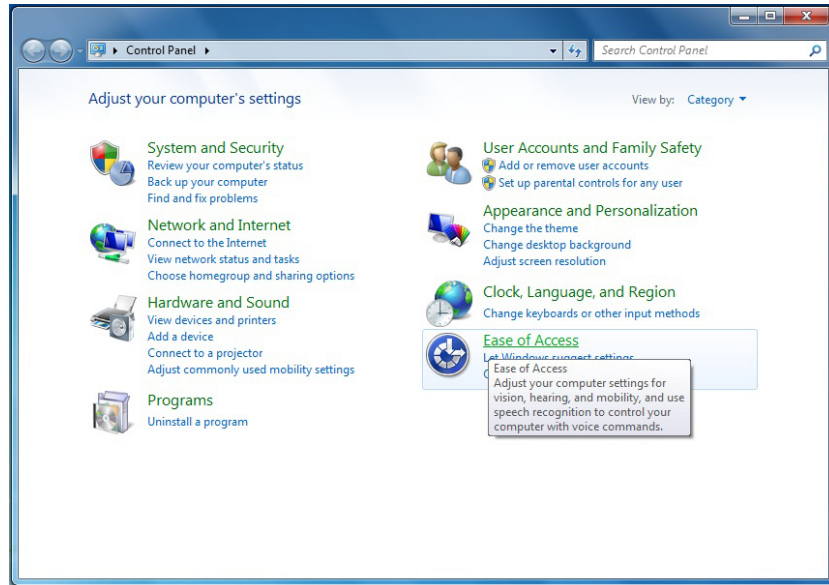 Control Panel
Search Control Panel
Adjust your computer's settings
View by: Category
System and Security
Review your computer's status
Back up your computer
Find and fix problems
Network and Internet
Connect to the Internet
View network status and tasks
Choose homegroup and sharing options
Hardware and Sound
View devices and printers
Add a device
Connect to a projector
Adjust commonly used mobility settings
Programs
Uninstall a program
User Accounts and Family Safety
Add or remove user accounts
Set up parental controls for any user
Appearance and Personalization
Change the theme
Change desktop background
Adjust screen resolution
Clock, Language, and Region
Change keyboards or other input methods
Ease of Access
Let Windows suggest settings
Ease of Access
Adjust your computer settings for
vision, hearing, and mobility, and use
speech recognition to control your
computer with voice commands.